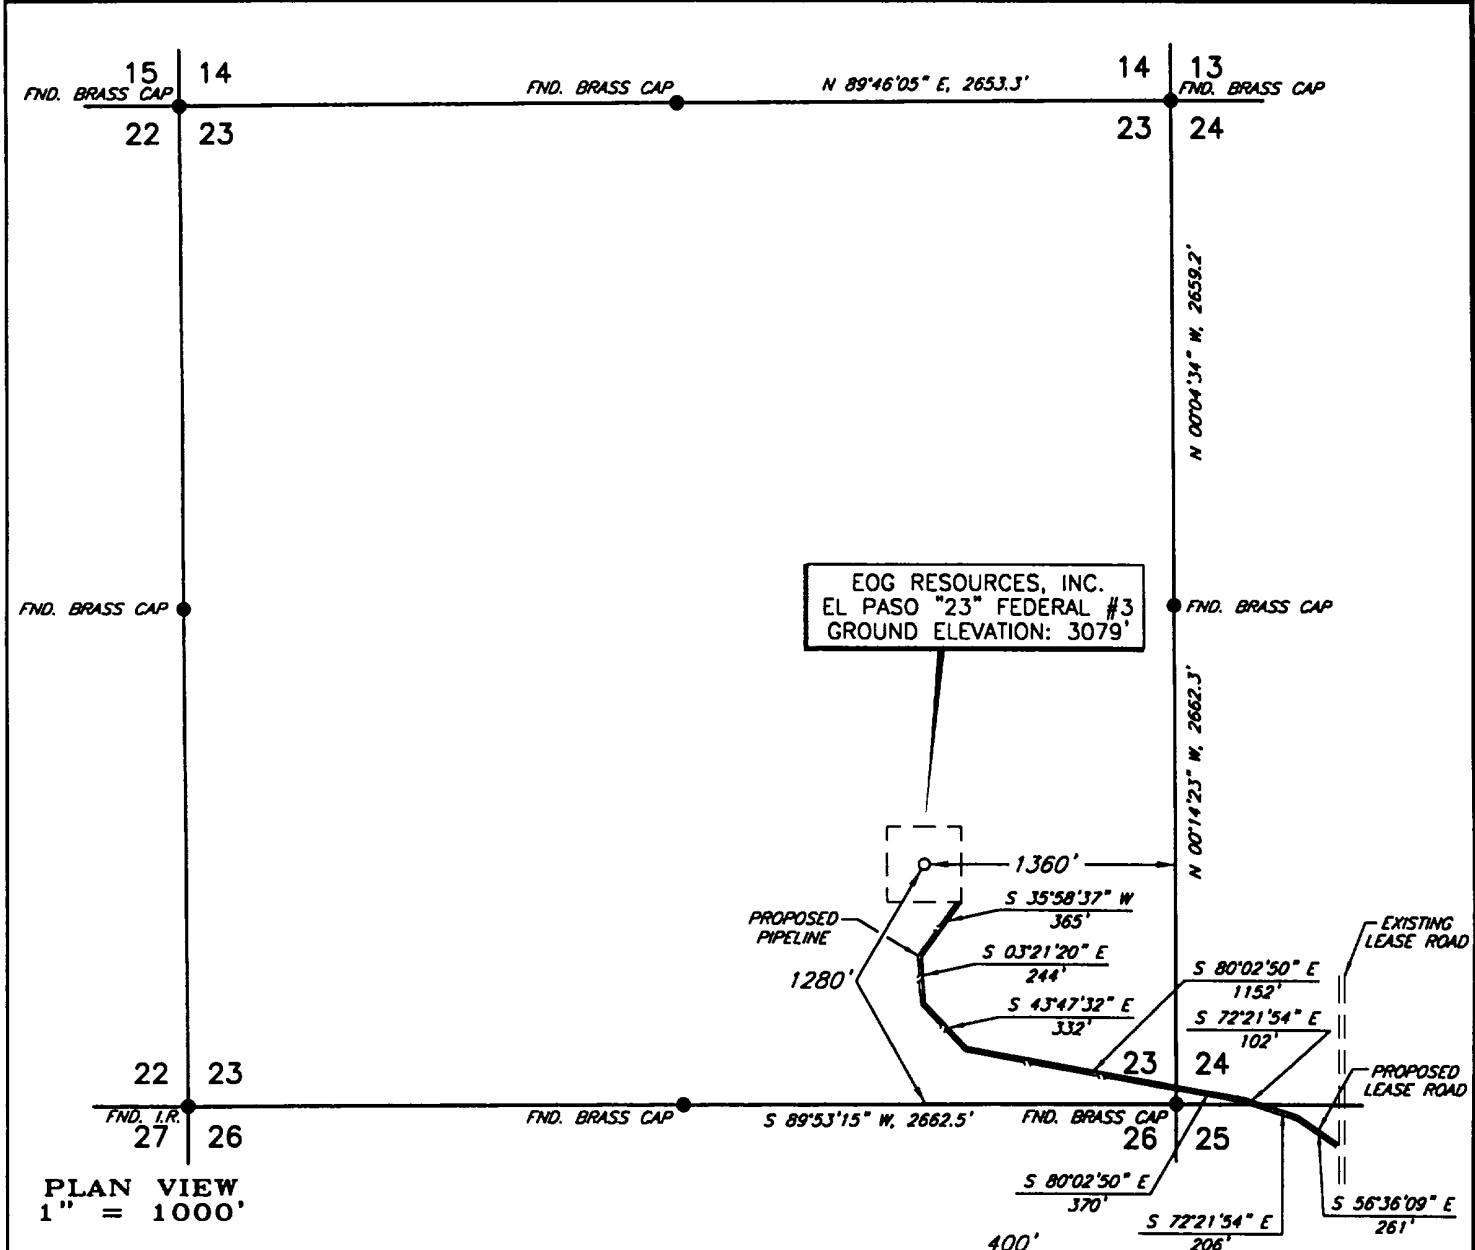 15 14
14 13
FND. BRASS CAP
FND. BRASS CAP
N 89°46'05" E, 2653.3'
FND. BRASS CAP
22 23
23 24
N 00°04'34" W, 2659.2'
EOG RESOURCES, INC.
EL PASO "23" FEDERAL #3
GROUND ELEVATION: 3079'
FND. BRASS CAP
FND. BRASS CAP
N 00°14'23" W, 2662.3'
1360'
S 35°58'37" W
365'
PROPOSED
PIPELINE
EXISTING
LEASE ROAD
S 03°21'20" E
244'
1280'
S 80°02'50" E
1152'
S 43°47'32" E
332'
S 72°21'54" E
102'
22 23
23 24
PROPOSED
LEASE ROAD
FND. I.R.
FND. BRASS CAP
S 89°53'15" W, 2662.5'
FND. BRASS CAP
27 26
26 25
PLAN VIEW
1" = 1000'
S 80°02'50" E
370'
S 56°36'09" E
261'
S 72°21'54" E
206'
400'